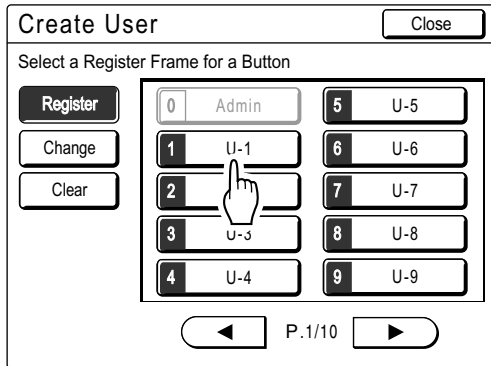 Create User
Close
Select a Register Frame for a Button
Register
Change
Clear
0 Admin
1 U-1
2
3 U-3
4 U-4
5 U-5
6 U-6
7 U-7
8 U-8
9 U-9
P.1/10